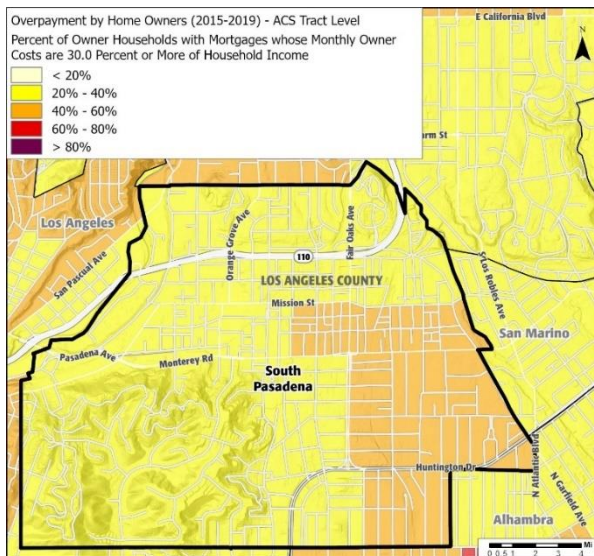 Overpayment by Home Owners (2015-2019) - ACS Tract Level
Percent of Owner Households with Mortgages whose Monthly Owner
Costs are 30.0 Percent or More of Household Income
< 20%
20% - 40%
40% - 60%
60% - 80%
> 80%
E California Blvd
N
Los Angeles
San Pascual Ave
Orange Grove Ave
Fair Oaks Ave
110
LOS ANGELES COUNTY
S Los Robles Ave
Mission St
San Marino
Pasadena Ave
Monterey Rd
South
Pasadena
Huntington Dr
N Atlantic Blvd
N Garfield Ave
Alhambra
Mi